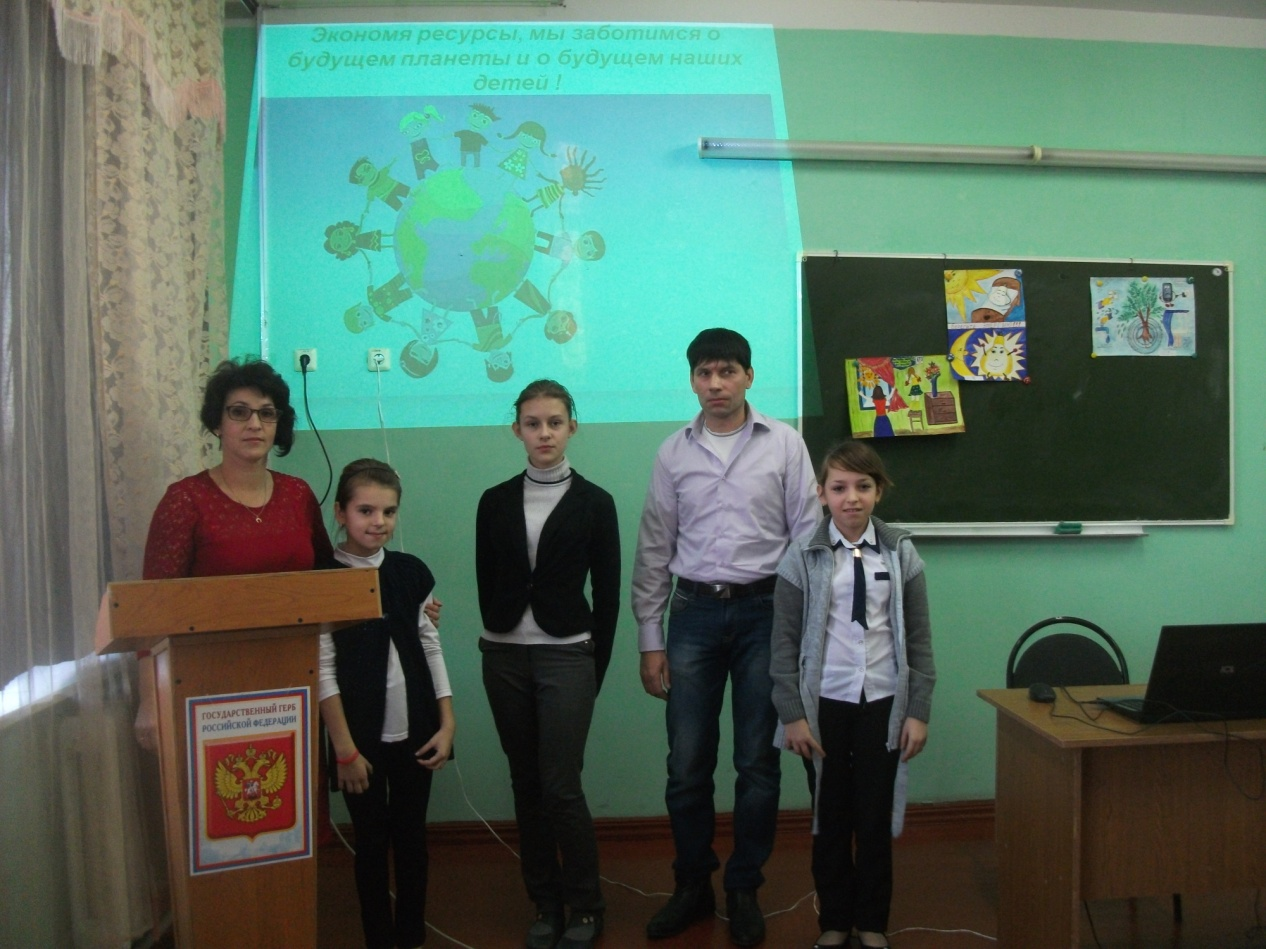 Экономя ресурсы, мы заботимся о
будущем планеты и о будущем наших
детей !
ГОСУДАРСТВЕННЫЙ ГЕРБ
РОССИЙСКОЙ ФЕДЕРАЦИИ